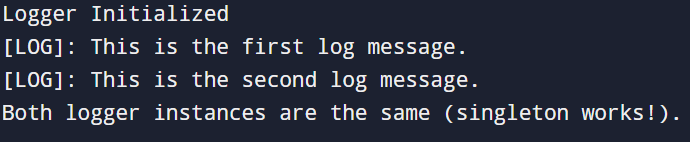 Logger Initialized
[LOG]: This is the first log message.
[LOG]: This is the second log message.
Both logger instances are the same (singleton works!).